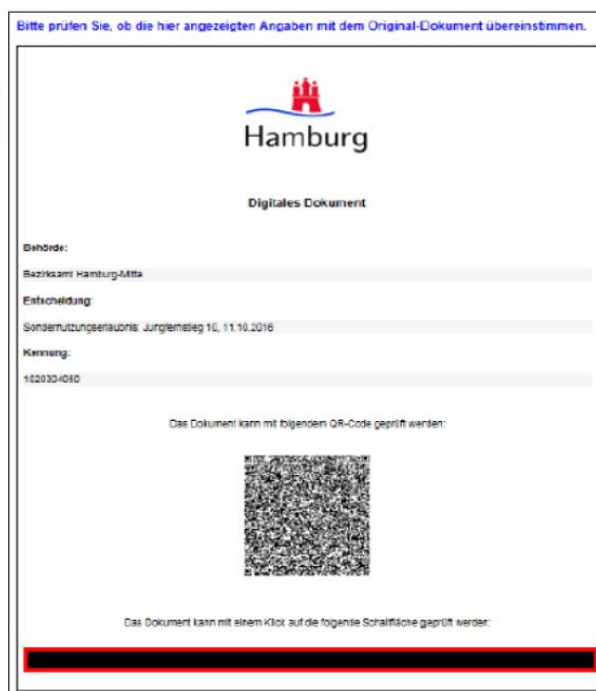 Bitte prüfen Sie, ob die hier angezeigten Angaben mit dem Original-Dokument übereinstimmen.
Hamburg
Digitales Dokument
Behörde:
Bezirksamt Hamburg-Mitte
Entscheidung:
Sondernutzungserlaubnis: Jungfernstieg 10, 11.10.2016
Kennung:
1020304050
Das Dokument kann mit folgendem QR-Code geprüft werden:
Das Dokument kann mit einem Klick auf die folgende Schaltfläche geprüft werden: